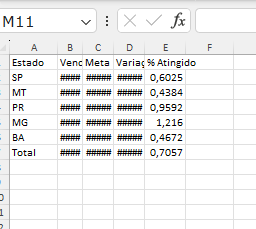 M11
fx
A B C D E F
Estado Venc Meta Variaç % Atingido
SP #### ##### ##### 0,6025
MT #### ##### ##### 0,4384
PR #### ##### ##### 0,9592
MG #### ##### ##### 1,216
BA #### ##### ##### 0,4672
7 Total #### ##### ##### 0,7057